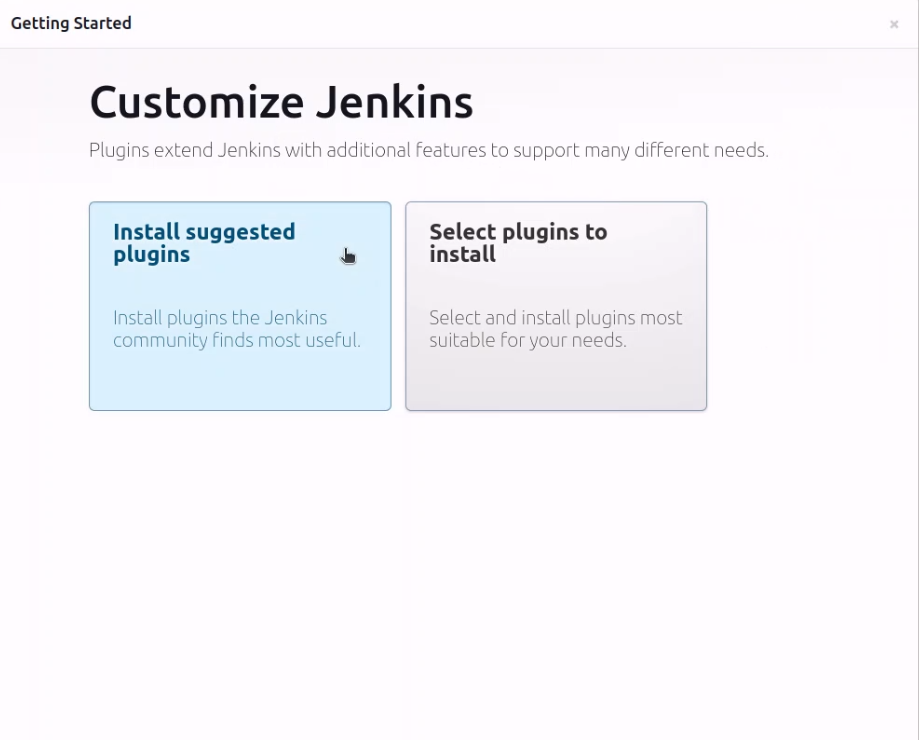 Getting Started
×
Customize Jenkins
Plugins extend Jenkins with additional features to support many different needs.
Install suggested
plugins
Install plugins the Jenkins
community finds most useful.
Select plugins to
install
Select and install plugins most
suitable for your needs.